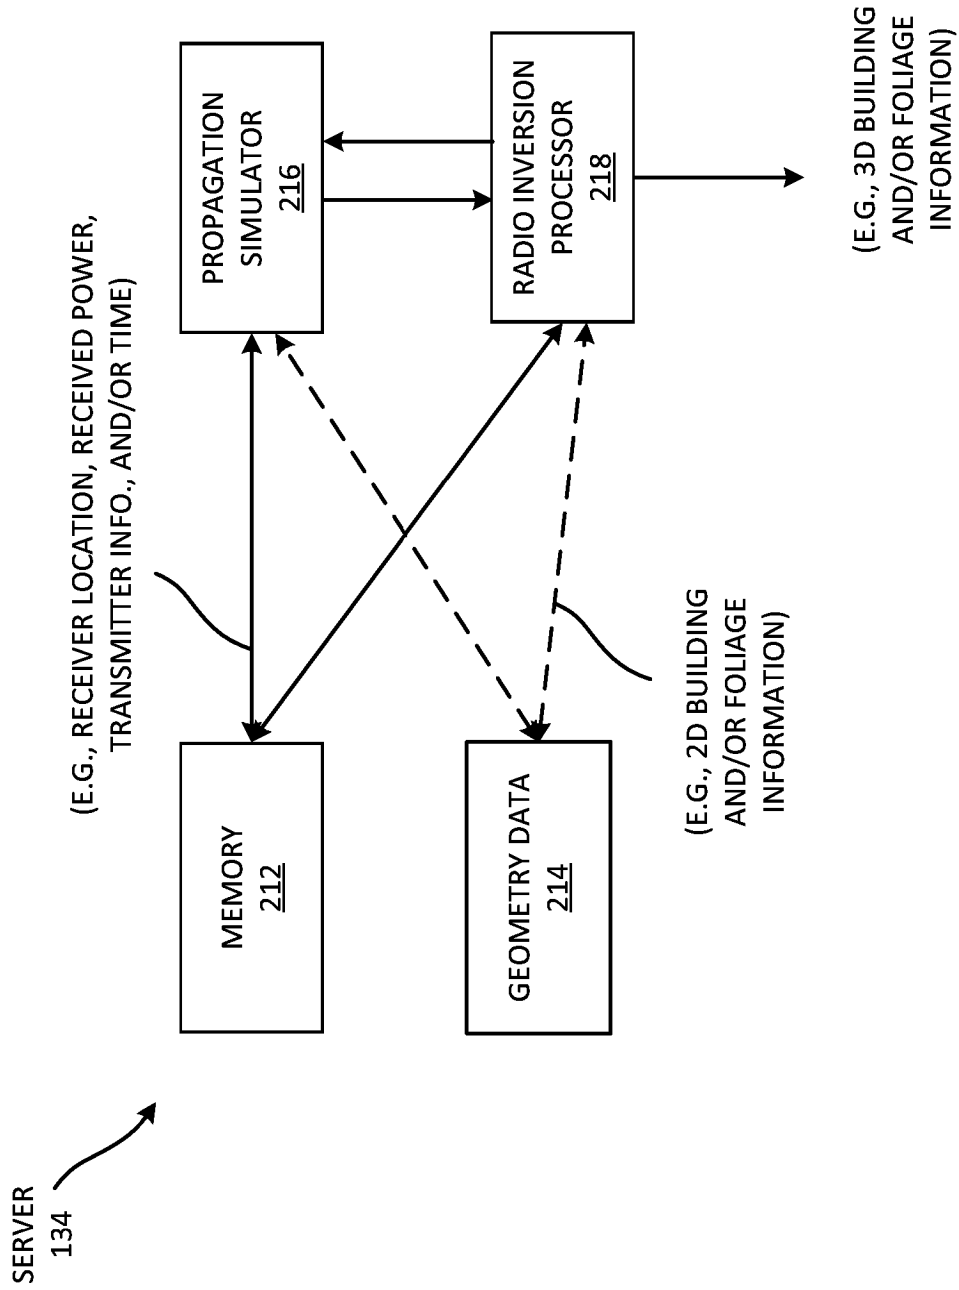 SERVER
134
(E.G., RECEIVER LOCATION, RECEIVED POWER,
TRANSMITTER INFO., AND/OR TIME)
MEMORY
212
PROPAGATION
SIMULATOR
216
GEOMETRY DATA
214
RADIO INVERSION
PROCESSOR
218
(E.G., 2D BUILDING
AND/OR FOLIAGE
INFORMATION)
(E.G., 3D BUILDING
AND/OR FOLIAGE
INFORMATION)